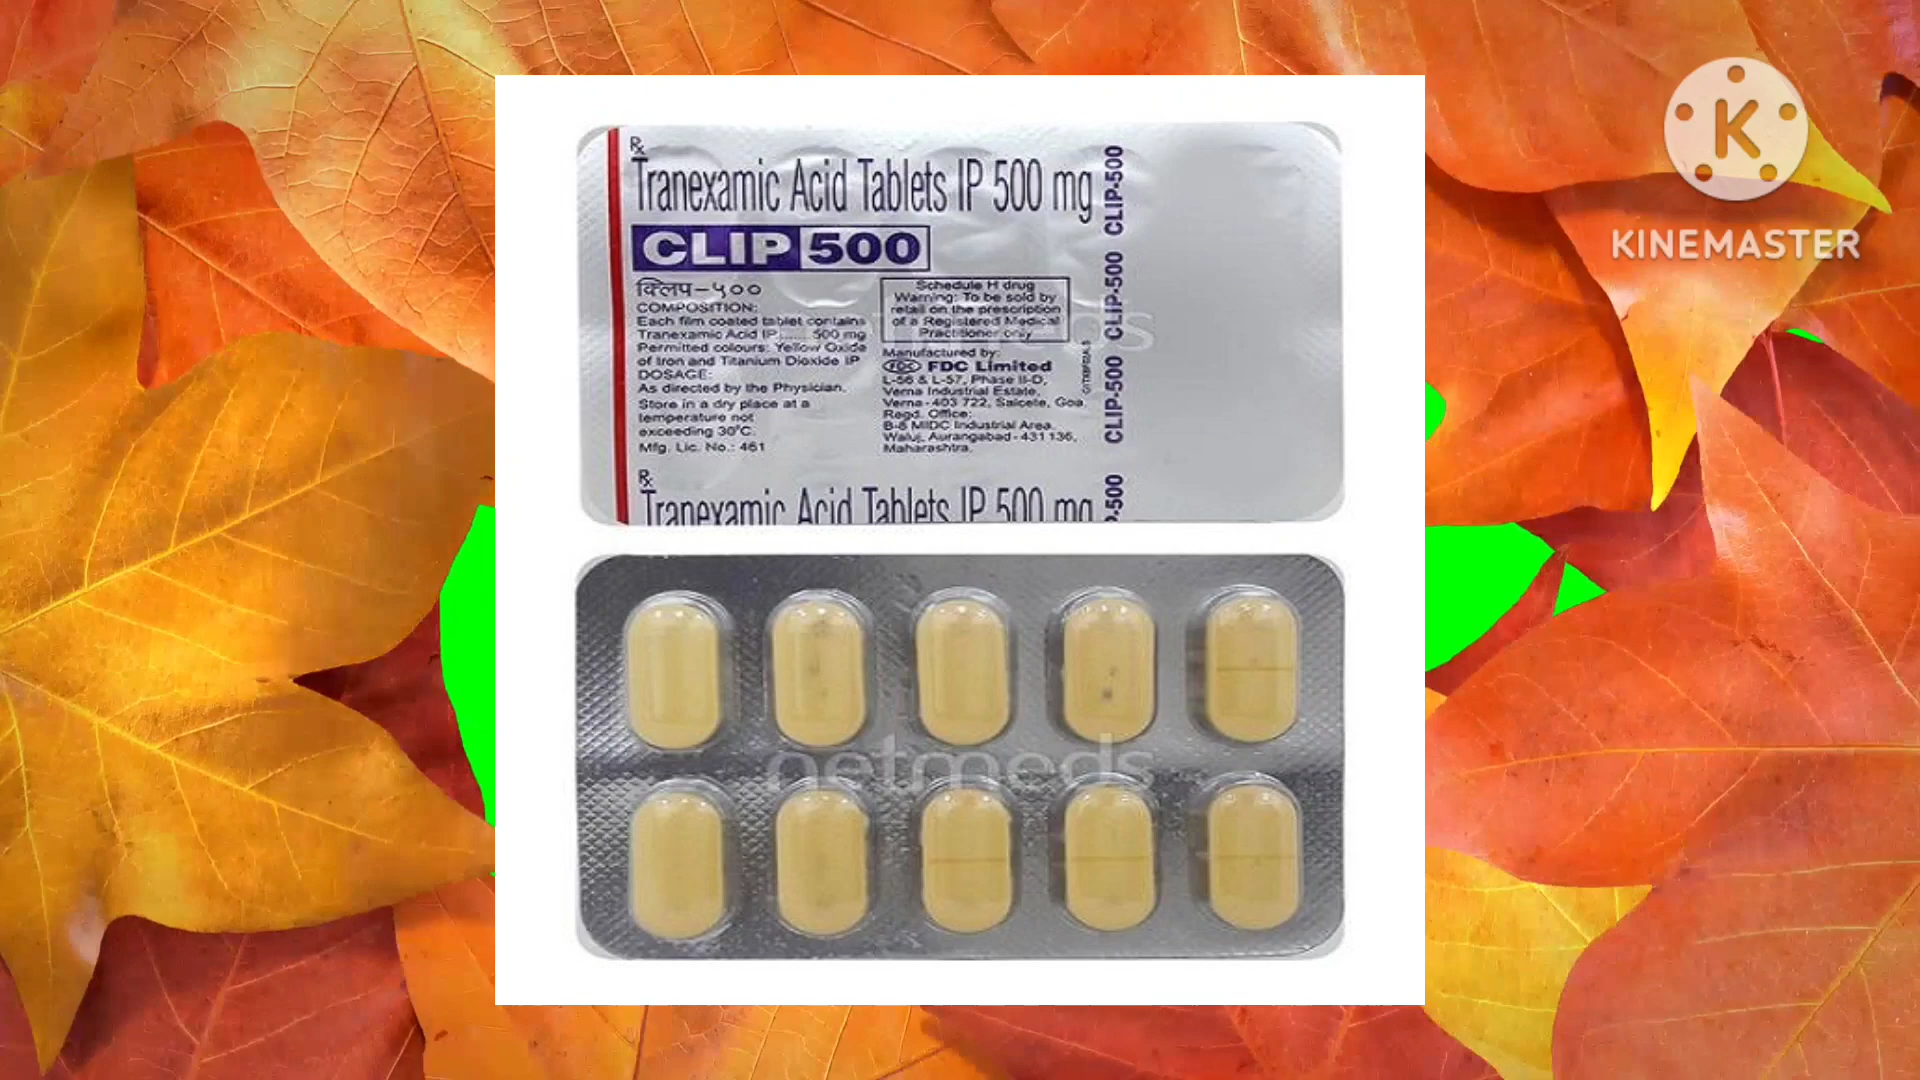 Rx
Tranexamic Acid Tablets IP 500 mg
CLIP 500
क्लिप-५००
COMPOSITION:
Each film coated tablet contains
Tranexamic Acid IP...... 500 mg
Permitted colours: Yellow Oxide
of Iron and Titanium Dioxide IP
DOSAGE:
As directed by the Physician.
Store in a dry place at a
temperature not
exceeding 30°C.
Mfg. Lic. No.: 461
Schedule H drug
Warning: To be sold by
retail on the prescription
of a Registered Medical
Practitioner only
Manufactured by:
FDC FDC Limited
L-56 & L-57, Phase II-D,
Verna Industrial Estate,
Verna - 403 722, Salcete, Goa.
Regd. Office:
B-8 MIDC Industrial Area,
Waluj, Aurangabad - 431 136,
Maharashtra.
CLIP-500 CLIP-500 CLIP-500
Rx
Tranexamic Acid Tablets IP 500 mg
P-500
netmeds
K
KINEMASTER